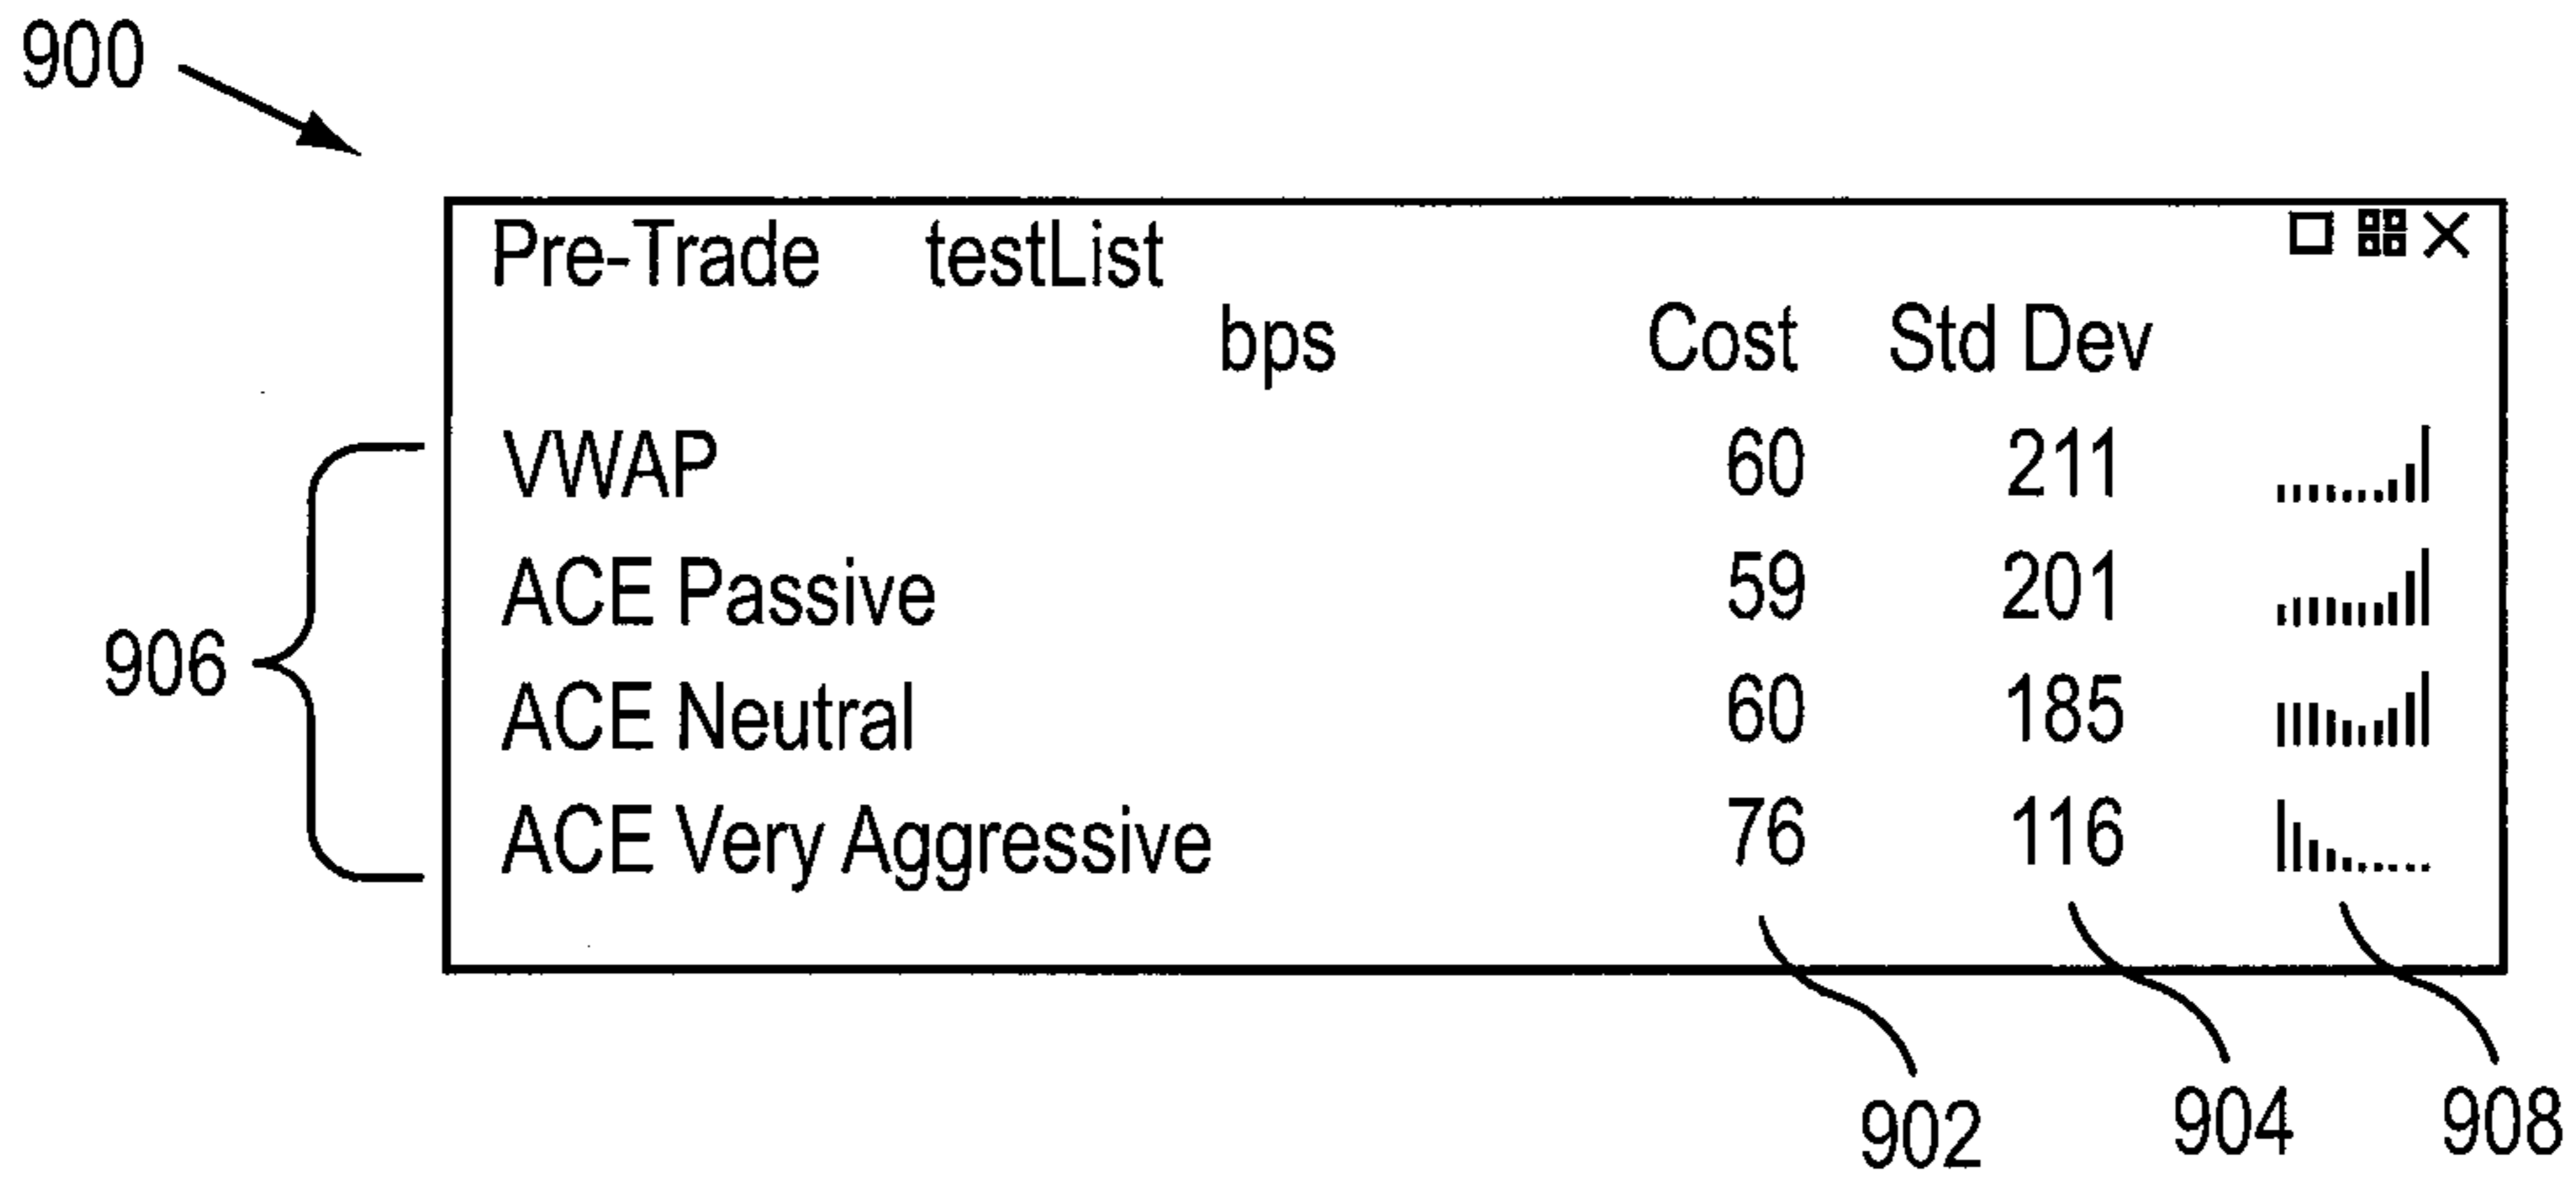 900
Pre-Trade testList
bps Cost Std Dev
VWAP 60 211
ACE Passive 59 201
906
ACE Neutral 60 185
ACE Very Aggressive 76 116
902 904 908